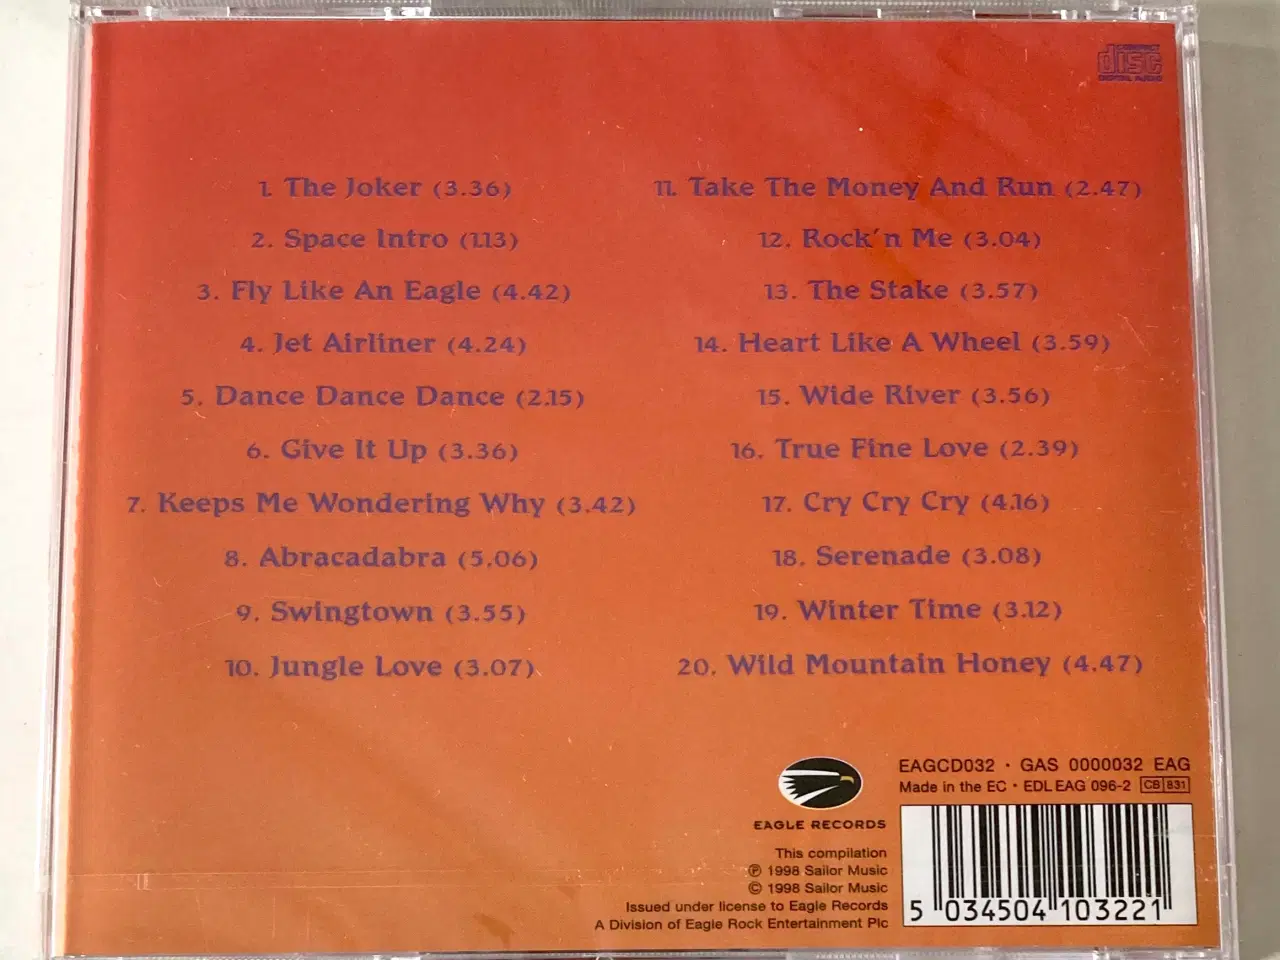 COMPACT
disc
DIGITAL AUDIO
1. The Joker (3.36)
2. Space Intro (1.13)
3. Fly Like An Eagle (4.42)
4. Jet Airliner (4.24)
5. Dance Dance Dance (2.15)
6. Give It Up (3.36)
7. Keeps Me Wondering Why (3.42)
8. Abracadabra (5.06)
9. Swingtown (3.55)
10. Jungle Love (3.07)
11. Take The Money And Run (2.47)
12. Rock'n Me (3.04)
13. The Stake (3.57)
14. Heart Like A Wheel (3.59)
15. Wide River (3.56)
16. True Fine Love (2.39)
17. Cry Cry Cry (4.16)
18. Serenade (3.08)
19. Winter Time (3.12)
20. Wild Mountain Honey (4.47)
EAGLE RECORDS
This compilation
℗ 1998 Sailor Music
© 1998 Sailor Music
Issued under license to Eagle Records
A Division of Eagle Rock Entertainment Plc
EAGCD032 · GAS 0000032 EAG
Made in the EC · EDL EAG 096-2 CB 831
5 034504 103221